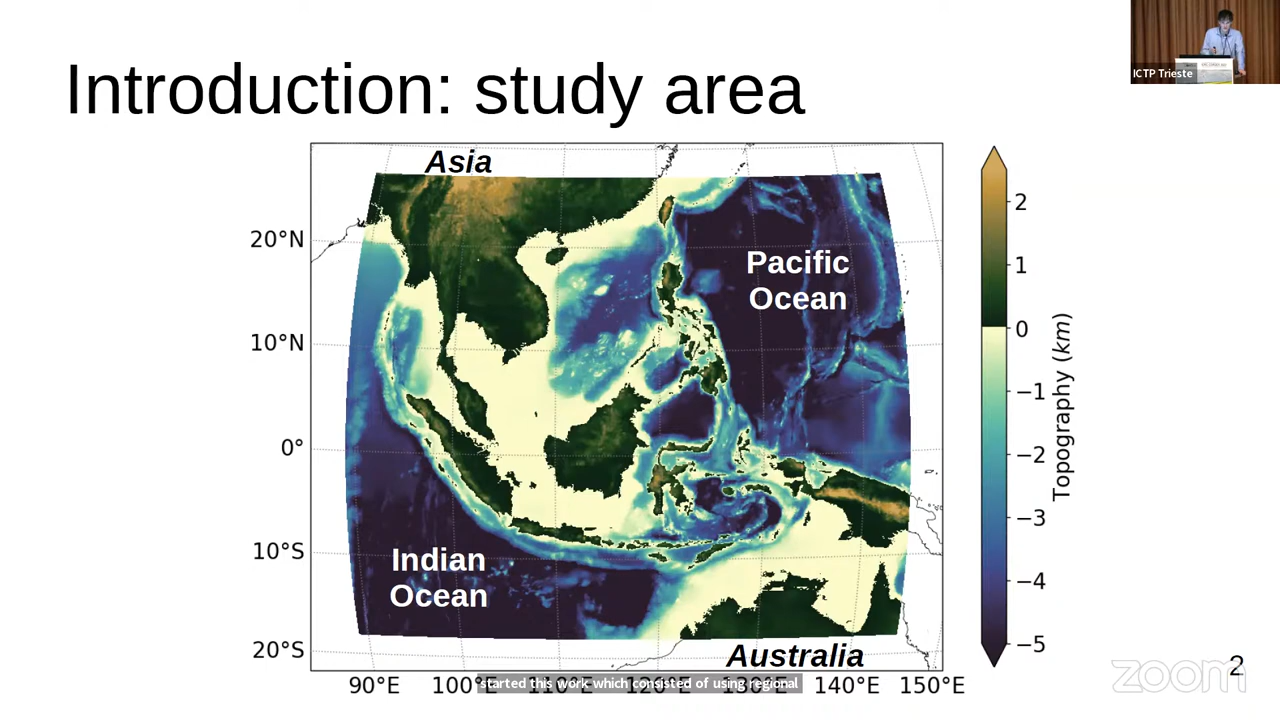 Introduction: study area
ICTP Trieste
Asia
Pacific
Ocean
Indian
Ocean
Australia
20°N
10°N
0°
10°S
20°S
90°E 100°E 110°E 120°E 140°E 150°E
2
1
0
−1
−2
−3
−4
−5
Topography (km)
started this work which consisted of using regional
zoom
2